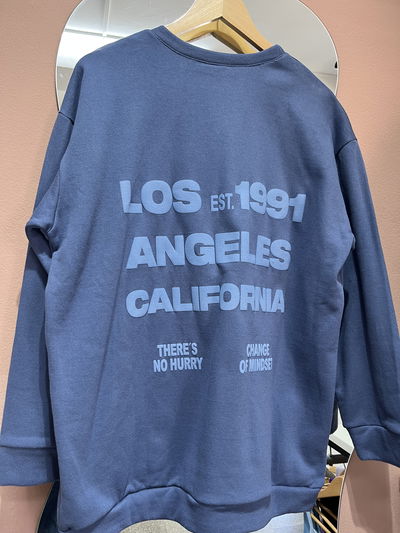 LOS EST. 1991
ANGELES
CALIFORNIA
THERE'S
NO HURRY
CHANGE
OF MINDSET